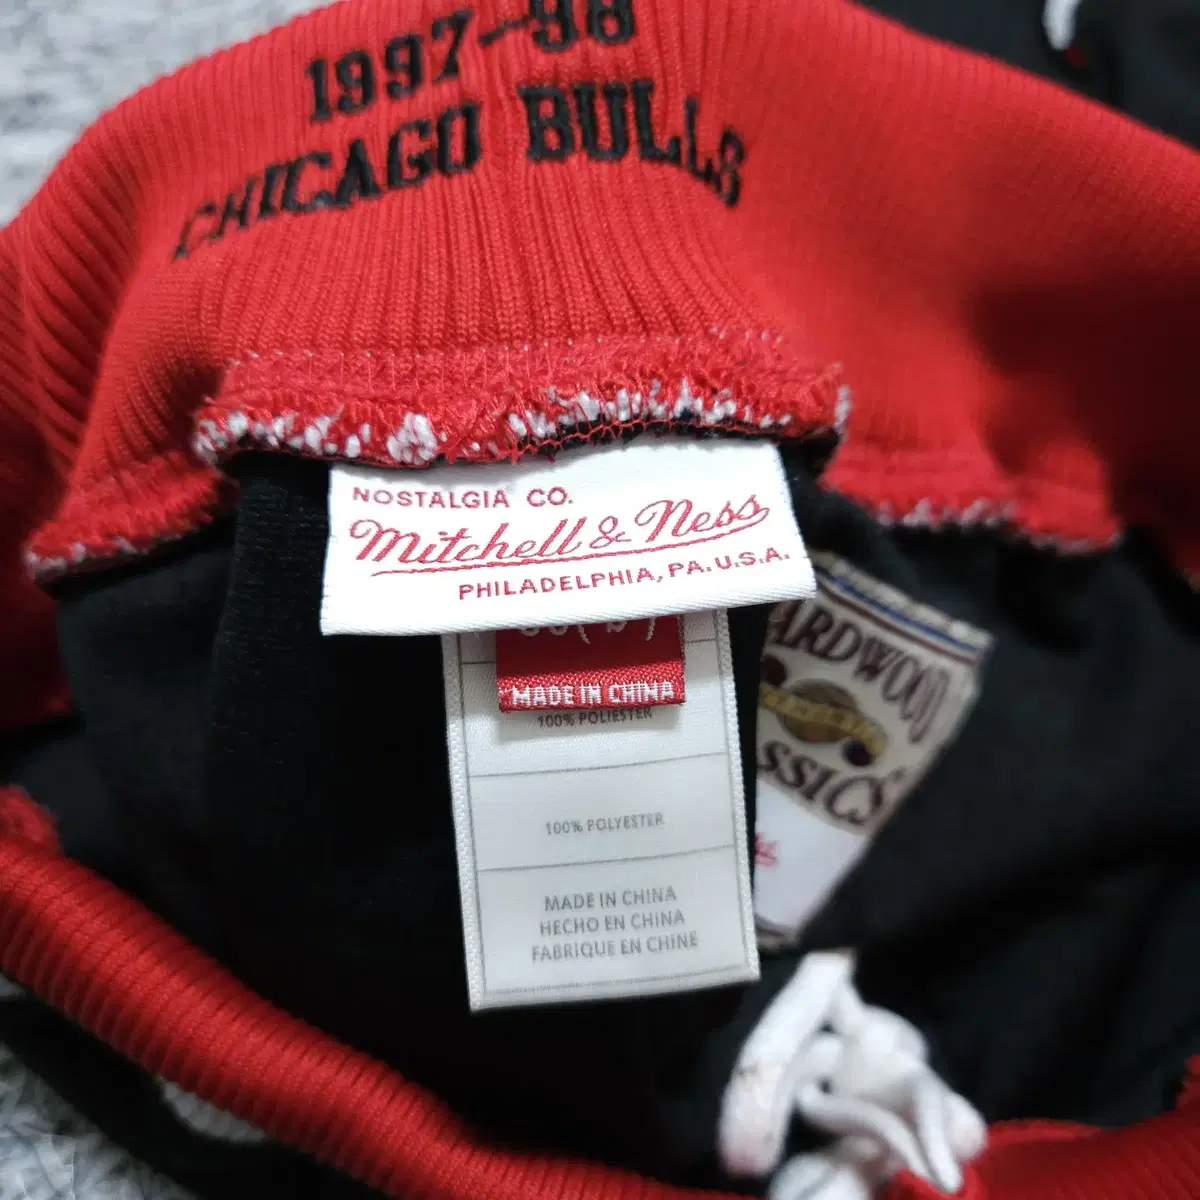 1997-98
CHICAGO BULLS
NOSTALGIA CO.
Mitchell & Ness
PHILADELPHIA, PA. U.S.A.
MADE IN CHINA
100% POLIESTER
100% POLYESTER
MADE IN CHINA
HECHO EN CHINA
FABRIQUE EN CHINE
ARDWOOD
SSICS